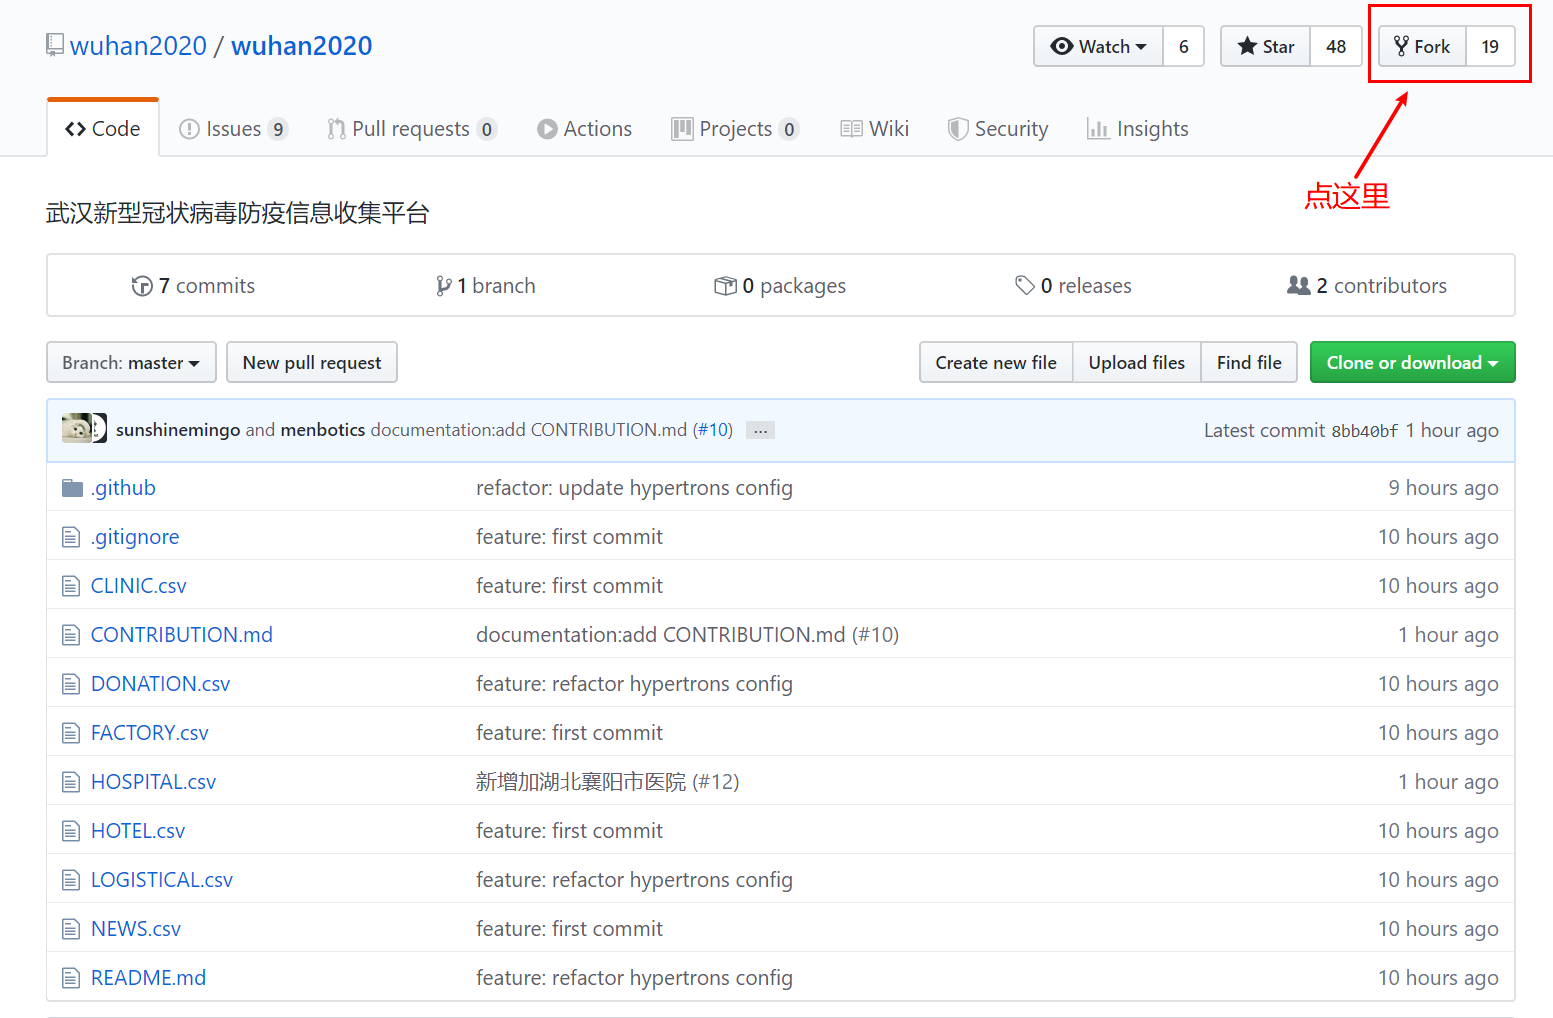 wuhan2020 / wuhan2020
Watch 6 Star 48 Fork 19
Code Issues 9 Pull requests 0 Actions Projects 0 Wiki Security Insights
点这里
武汉新型冠状病毒防疫信息收集平台
7 commits 1 branch 0 packages 0 releases 2 contributors
Branch: master New pull request Create new file Upload files Find file Clone or download
sunshinemingo and menbotics documentation:add CONTRIBUTION.md (#10) ... Latest commit 8bb40bf 1 hour ago
.github refactor: update hypertrons config 9 hours ago
.gitignore feature: first commit 10 hours ago
CLINIC.csv feature: first commit 10 hours ago
CONTRIBUTION.md documentation:add CONTRIBUTION.md (#10) 1 hour ago
DONATION.csv feature: refactor hypertrons config 10 hours ago
FACTORY.csv feature: first commit 10 hours ago
HOSPITAL.csv 新增加湖北襄阳市医院 (#12) 1 hour ago
HOTEL.csv feature: first commit 10 hours ago
LOGISTICAL.csv feature: refactor hypertrons config 10 hours ago
NEWS.csv feature: first commit 10 hours ago
README.md feature: refactor hypertrons config 10 hours ago